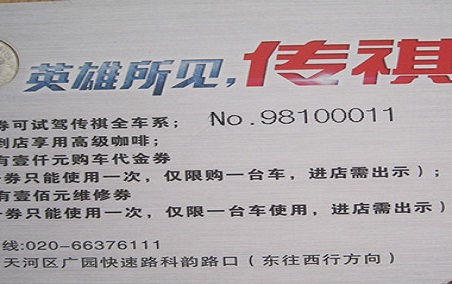 英雄所见，传祺
No.98100011
券可试驾传祺全车系；
到店享用高级咖啡；
有壹仟元购车代金券
券只能使用一次，仅限购一台车，进店需出示）；
有壹佰元维修券
券只能使用一次，仅限一台车使用，进店需出示）
线:020-66376111
天河区广园快速路科韵路口（东往西行方向）